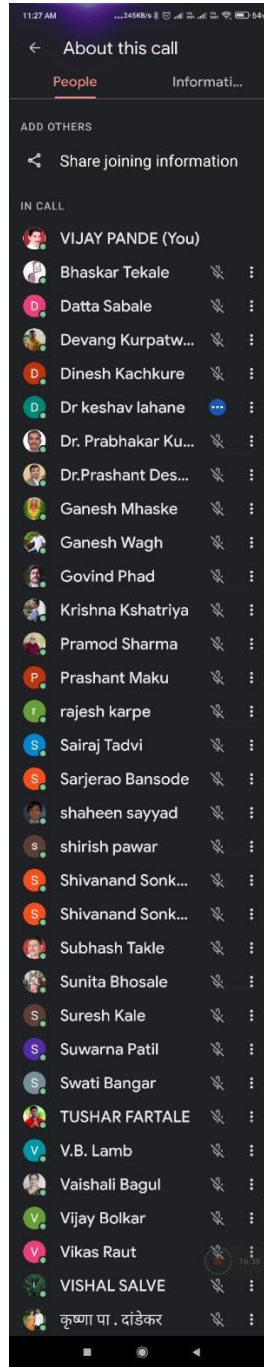 11:27 AM ...245KB/s 64
About this call
People Informati...
ADD OTHERS
Share joining information
IN CALL
VIJAY PANDE (You)
Bhaskar Tekale
D Datta Sabale
Devang Kurpatw...
D Dinesh Kachkure
D Dr keshav lahane
Dr. Prabhakar Ku...
Dr.Prashant Des...
Ganesh Mhaske
Ganesh Wagh
Govind Phad
Krishna Kshatriya
Pramod Sharma
P Prashant Maku
r rajesh karpe
S Sairaj Tadvi
S Sarjerao Bansode
shaheen sayyad
s shirish pawar
S Shivanand Sonk...
S Shivanand Sonk...
Subhash Takle
Sunita Bhosale
S Suresh Kale
S Suwarna Patil
S Swati Bangar
TUSHAR FARTALE
V V.B. Lamb
Vaishali Bagul
V Vijay Bolkar
V Vikas Raut
16:36
VISHAL SALVE
कृष्णा पा . दांडेकर